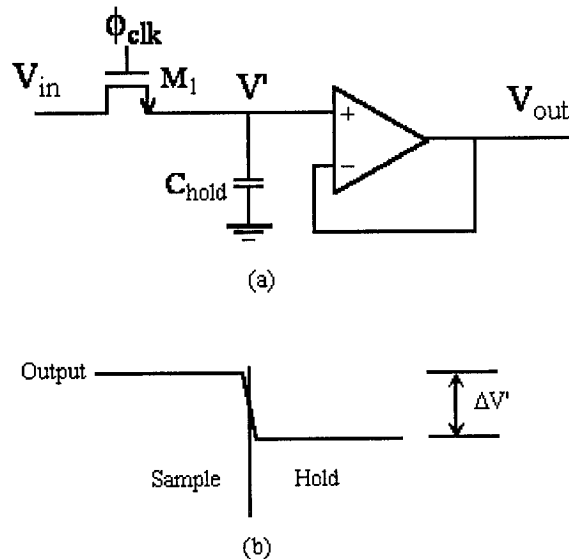 ϕclk
Vin
M1
V'
Vout
+
−
Chold
(a)
Output
ΔV'
Sample
Hold
(b)